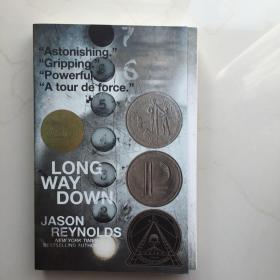 "Astonishing."
"Gripping."
"Powerful."
"A tour de force."
LONG
WAY
DOWN
JASON
REYNOLDS
NEW YORK TIMES
BESTSELLING AUTHOR